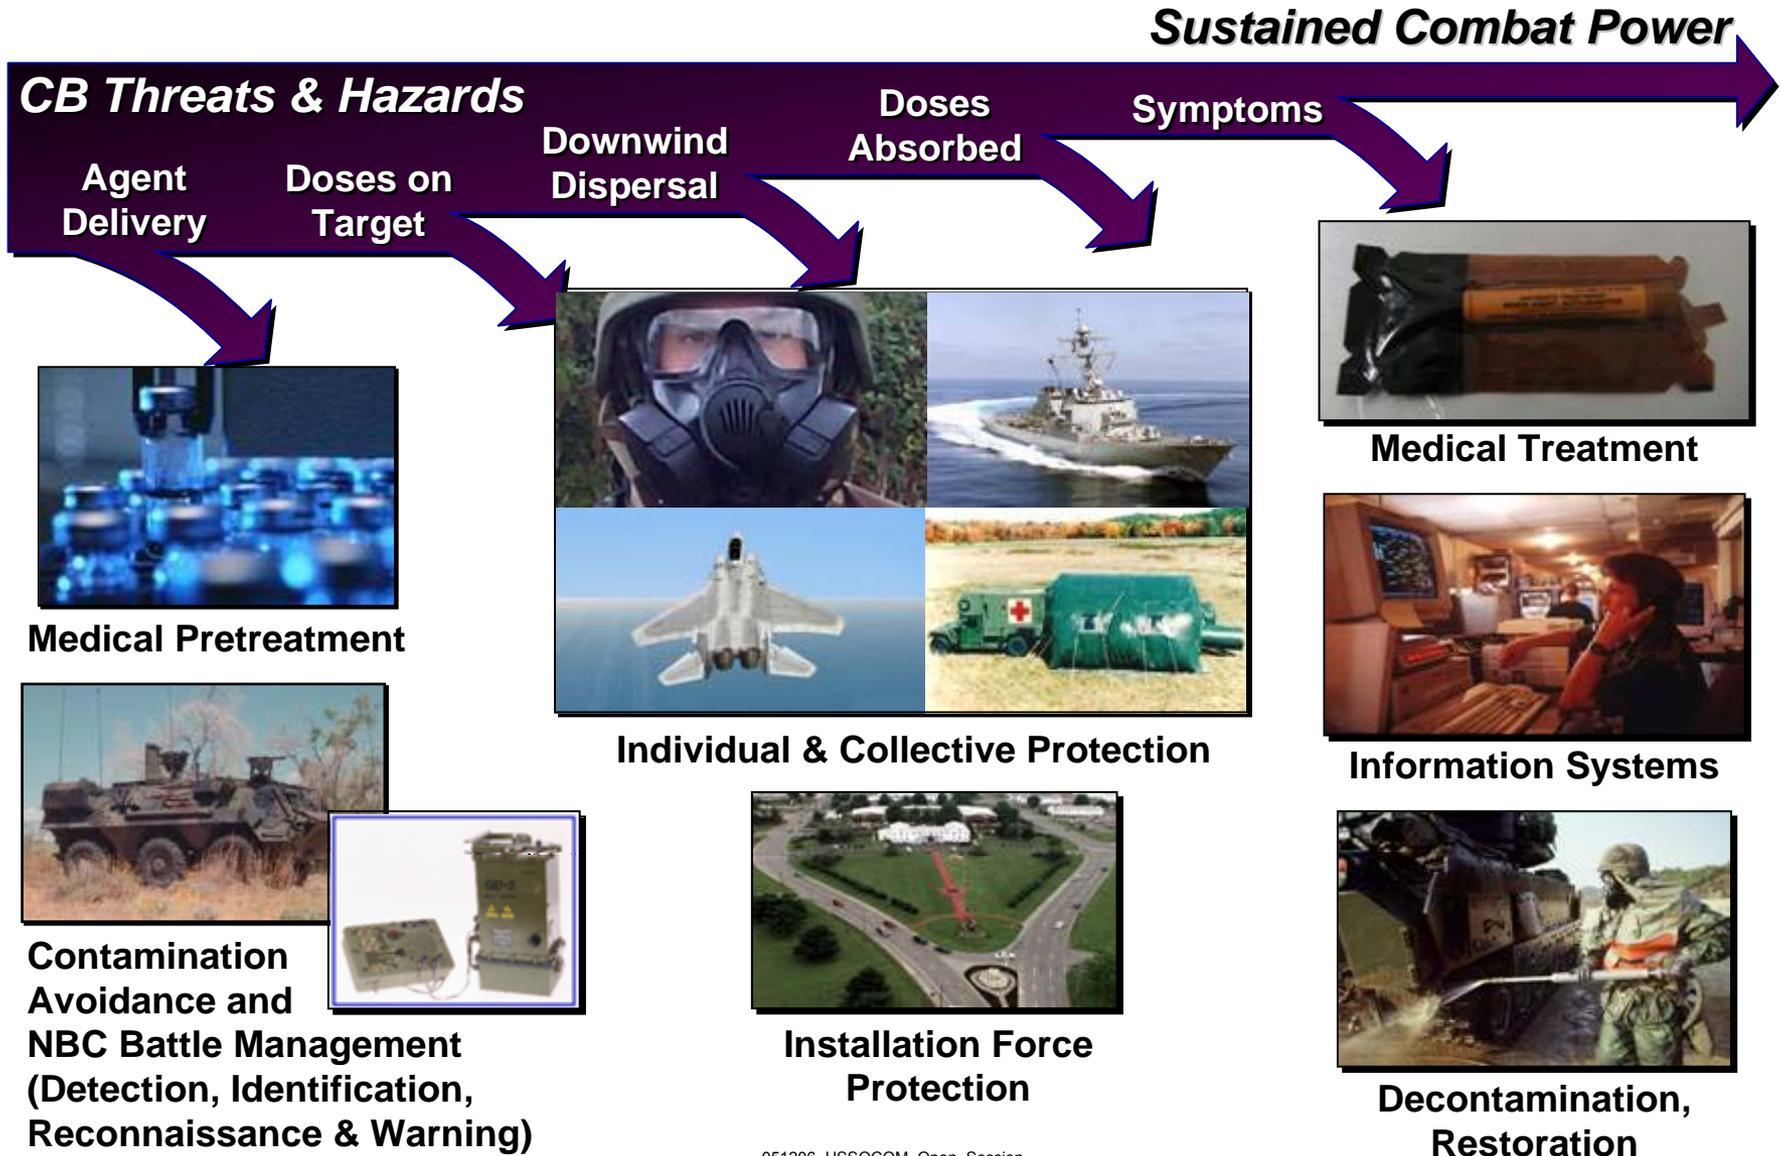 Sustained Combat Power
CB Threats & Hazards
Agent
Delivery
Doses on
Target
Downwind
Dispersal
Doses
Absorbed
Symptoms
Medical Pretreatment
Contamination
Avoidance and
NBC Battle Management
(Detection, Identification,
Reconnaissance & Warning)
GID-3
Individual & Collective Protection
Installation Force
Protection
Medical Treatment
Information Systems
Decontamination,
Restoration